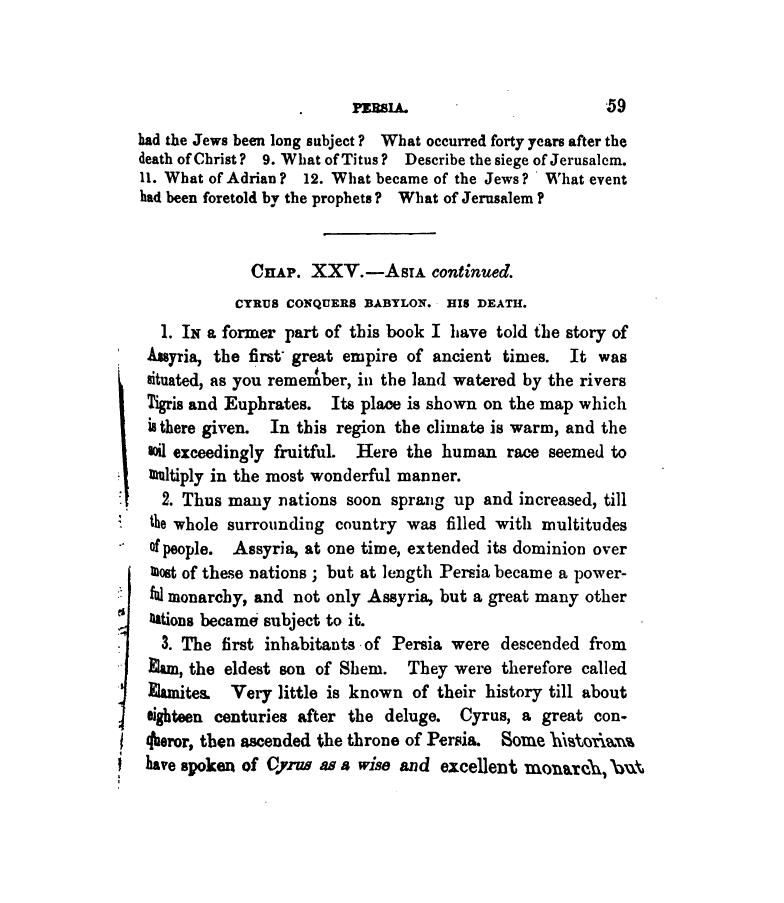 PERSIA. 59
had the Jews been long subject? What occurred forty years after the
death of Christ? 9. What of Titus? Describe the siege of Jerusalem.
11. What of Adrian? 12. What became of the Jews? What event
had been foretold by the prophets? What of Jerusalem?
CHAP. XXV.—ASIA continued.
CYRUS CONQUERS BABYLON. HIS DEATH.
1. IN a former part of this book I have told the story of
Assyria, the first great empire of ancient times. It was
situated, as you remember, in the land watered by the rivers
Tigris and Euphrates. Its place is shown on the map which
is there given. In this region the climate is warm, and the
soil exceedingly fruitful. Here the human race seemed to
multiply in the most wonderful manner.
2. Thus many nations soon sprang up and increased, till
the whole surrounding country was filled with multitudes
of people. Assyria, at one time, extended its dominion over
most of these nations; but at length Persia became a power-
ful monarchy, and not only Assyria, but a great many other
nations became subject to it.
3. The first inhabitants of Persia were descended from
Elam, the eldest son of Shem. They were therefore called
Elamites. Very little is known of their history till about
eighteen centuries after the deluge. Cyrus, a great con-
queror, then ascended the throne of Persia. Some historians
have spoken of Cyrus as a wise and excellent monarch, but